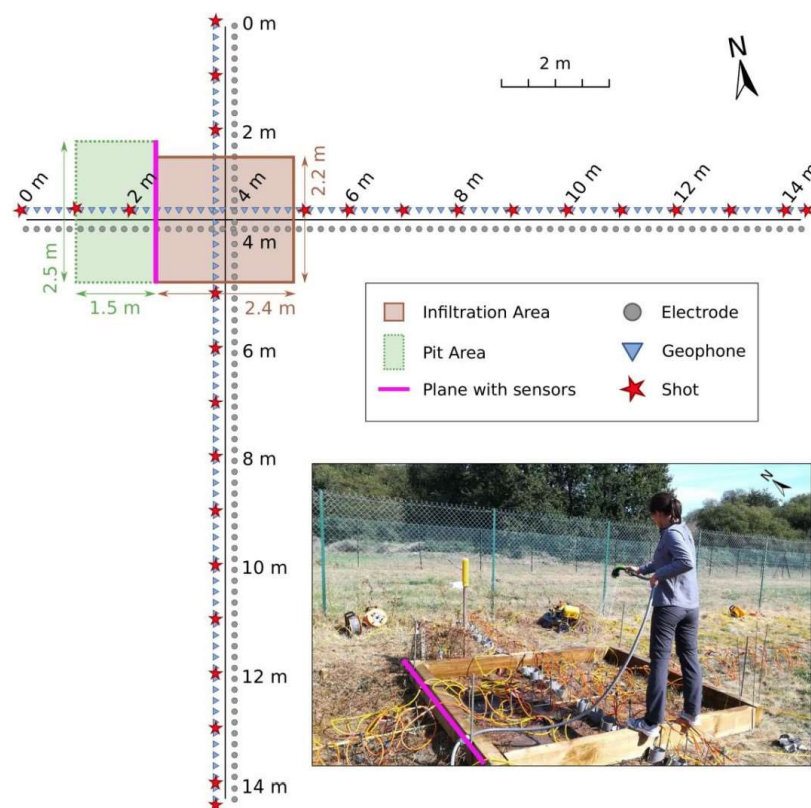 0 m
N
2 m
2 m
0 m
2 m
4 m
2.2 m
6 m
8 m
10 m
12 m
14 m
4 m
2.5 m
1.5 m
2.4 m
Infiltration Area
Electrode
Pit Area
Geophone
6 m
Plane with sensors
Shot
8 m
N
10 m
12 m
14 m